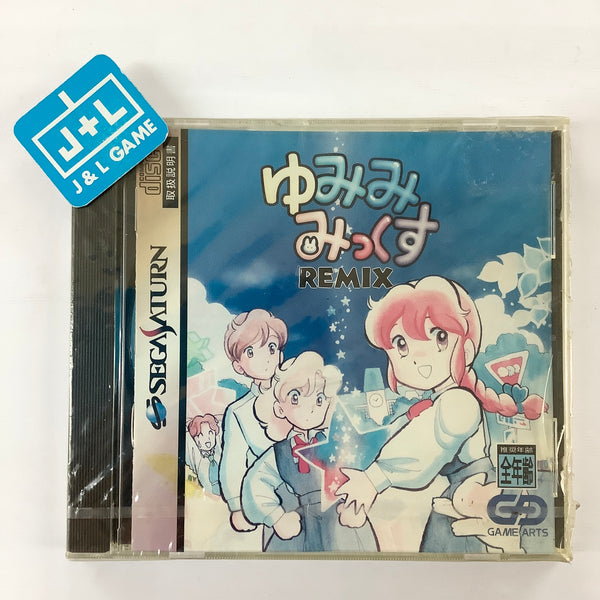 J+L
J & L GAME
disc
取扱説明書
SEGA SATURN
ゆみみ
みっくす
REMIX
推奨年齢
全年齢
GAME ARTS